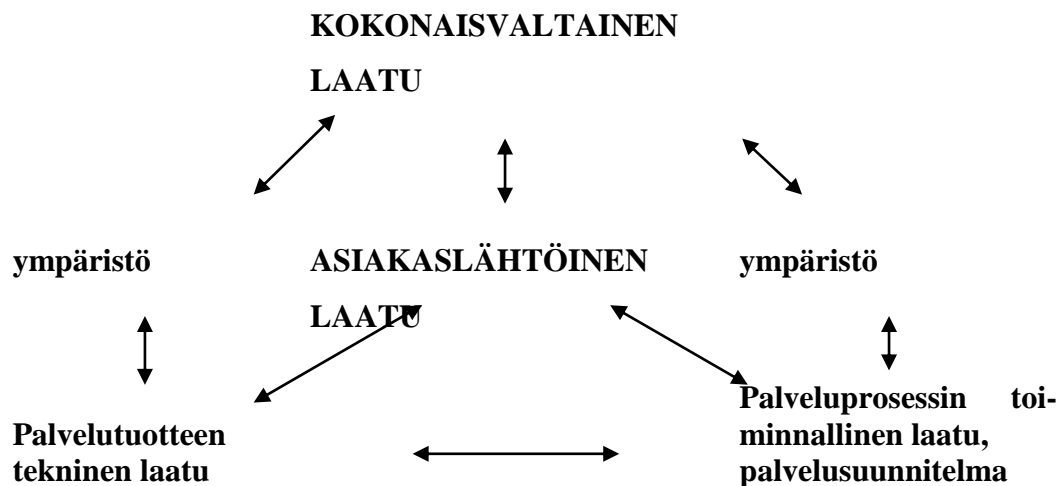 KOKONAISVALTAINEN
LAATU
ympäristö
ASIAKASLÄHTÖINEN
LAATU
ympäristö
Palvelutuotteen
tekninen laatu
Palveluprosessin toi-
minnallinen laatu,
palvelusuunnitelma